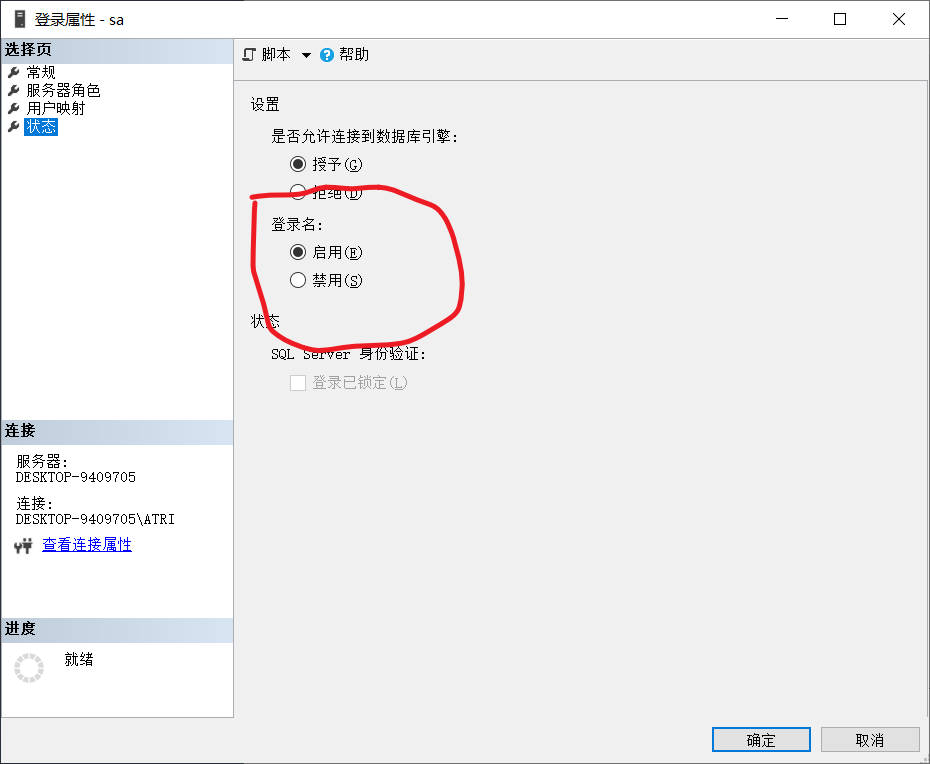 登录属性 - sa
选择页
常规
服务器角色
用户映射
状态
脚本
帮助
设置
是否允许连接到数据库引擎:
授予(G)
拒绝(D)
登录名:
启用(E)
禁用(S)
状态
SQL Server 身份验证:
登录已锁定(L)
连接
服务器:
DESKTOP-9409705
连接:
DESKTOP-9409705\ATRI
查看连接属性
进度
就绪
确定
取消